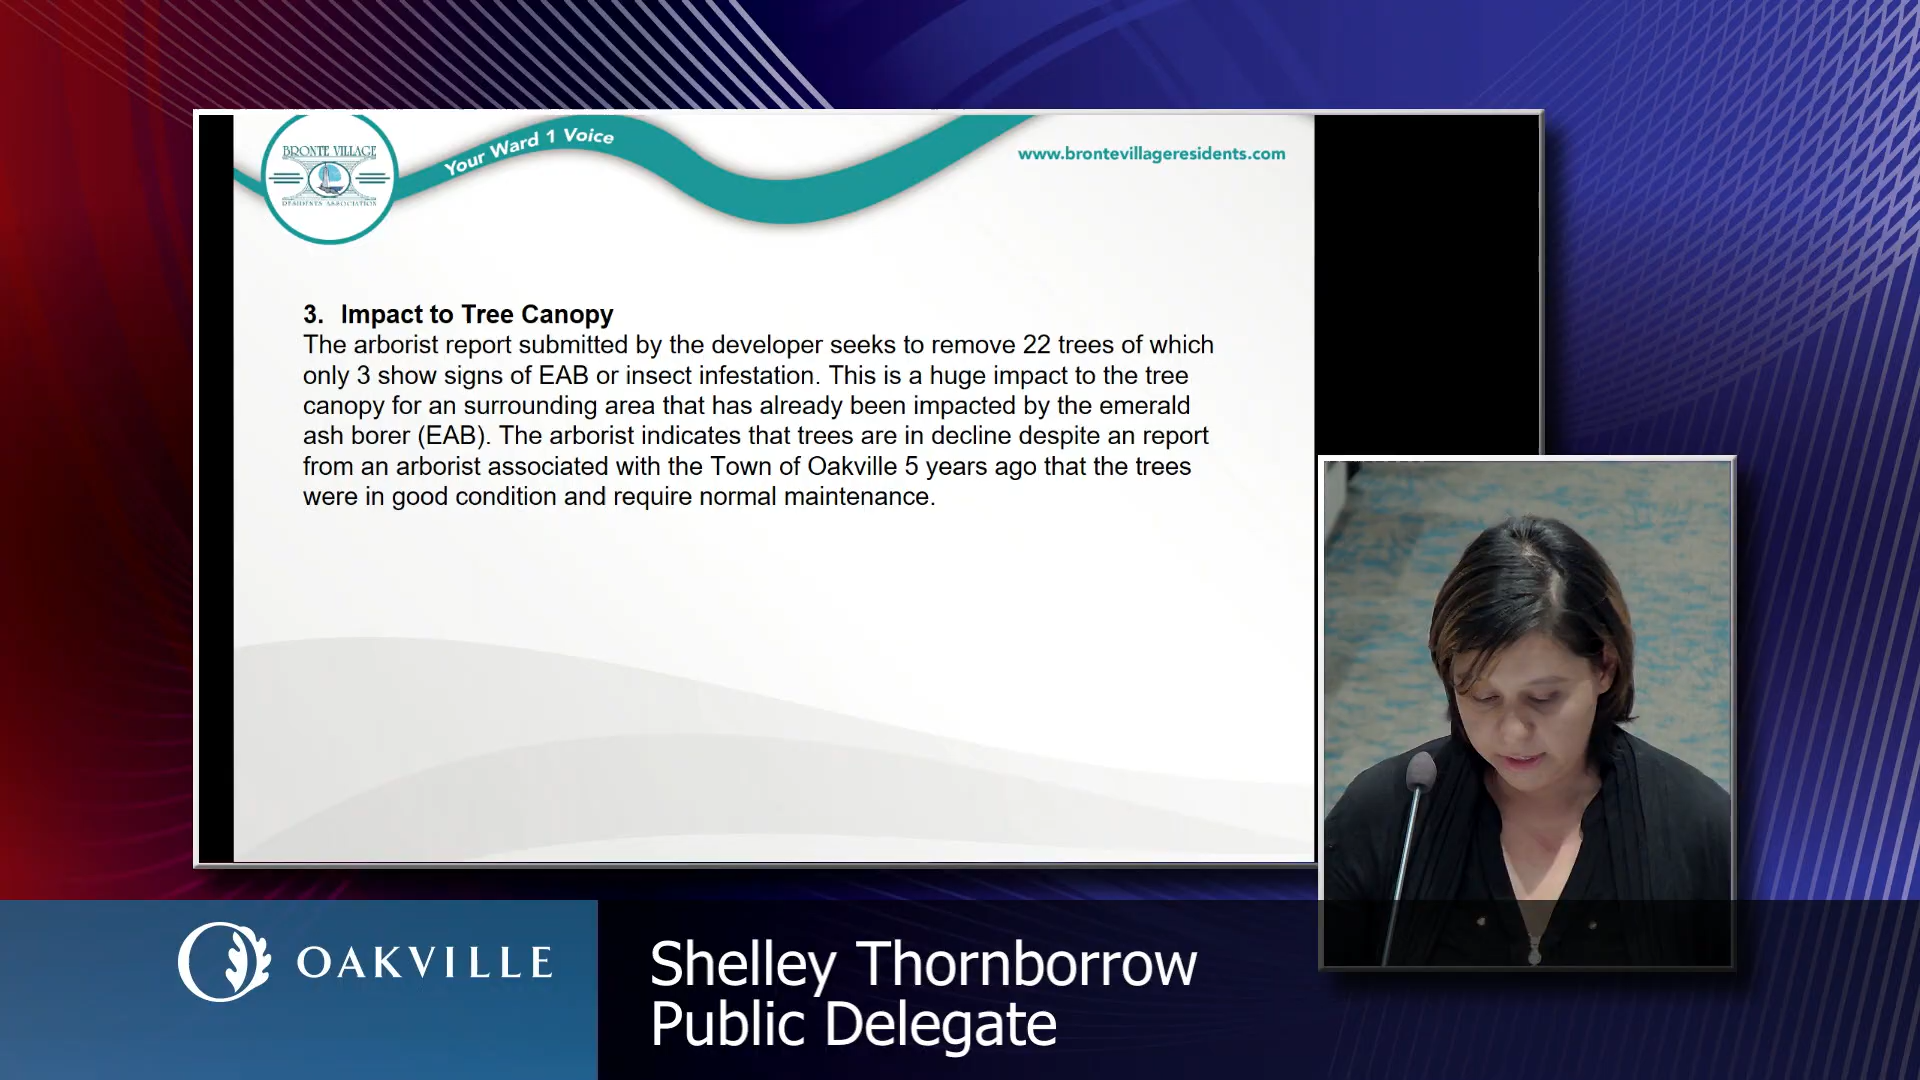 BRONTE VILLAGE
RESIDENTS ASSOCIATION
Your Ward 1 Voice
www.brontevillageresidents.com
3. Impact to Tree Canopy
The arborist report submitted by the developer seeks to remove 22 trees of which
only 3 show signs of EAB or insect infestation. This is a huge impact to the tree
canopy for an surrounding area that has already been impacted by the emerald
ash borer (EAB). The arborist indicates that trees are in decline despite an report
from an arborist associated with the Town of Oakville 5 years ago that the trees
were in good condition and require normal maintenance.
OAKVILLE
Shelley Thornborrow
Public Delegate